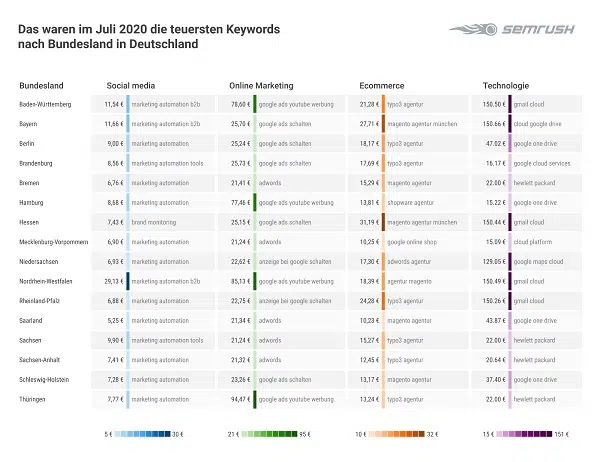 Das waren im Juli 2020 die teuersten Keywords
nach Bundesland in Deutschland
SEMRUSH
Bundesland Social media Online Marketing Ecommerce Technologie
Baden-Württemberg 11,54 € marketing automation b2b 78,60 € google ads youtube werbung 21,28 € typo3 agentur 150.50 € gmail cloud
Bayern 11,66 € marketing automation b2b 25,70 € google ads schalten 27,71 € magento agentur münchen 150.66 € cloud google drive
Berlin 9,00 € marketing automation 25,24 € google ads schalten 18,17 € typo3 agentur 47.02 € google one drive
Brandenburg 8,56 € marketing automation tools 25,73 € google ads schalten 17,69 € typo3 agentur 16.17 € google cloud services
Bremen 6,76 € marketing automation 21,41 € adwords 15,29 € magento agentur 22.00 € hewlett packard
Hamburg 8,68 € marketing automation 77,46 € google ads youtube werbung 13,81 € shopware agentur 15.22 € google one drive
Hessen 7,43 € brand monitoring 25,15 € google ads schalten 31,19 € magento agentur münchen 150.44 € gmail cloud
Mecklenburg-Vorpommern 6,90 € marketing automation 21,24 € adwords 10,25 € google online shop 15.09 € cloud platform
Niedersachsen 6,93 € marketing automation 22,62 € anzeige bei google schalten 17,30 € adwords agentur 129.05 € google maps cloud
Nordrhein-Westfalen 29,13 € marketing automation b2b 85,13 € google ads youtube werbung 18,39 € agentur magento 150.49 € gmail cloud
Rheinland-Pfalz 6,88 € marketing automation 22,75 € anzeige bei google schalten 24,28 € typo3 agentur 150.26 € gmail cloud
Saarland 5,25 € marketing automation 21,34 € adwords 10,23 € magento agentur 43.87 € google one drive
Sachsen 9,90 € marketing automation tools 21,24 € adwords 15,27 € typo3 agentur 22.00 € hewlett packard
Sachsen-Anhalt 7,41 € marketing automation 21,32 € adwords 12,45 € typo3 agentur 20.64 € hewlett packard
Schleswig-Holstein 7,28 € marketing automation 23,26 € google ads schalten 13,17 € magento agentur 37.40 € google one drive
Thüringen 7,77 € marketing automation 94,47 € google ads youtube werbung 13,24 € typo3 agentur 22.00 € hewlett packard
5 € 30 € 21 € 95 € 10 € 32 € 15 € 151 €